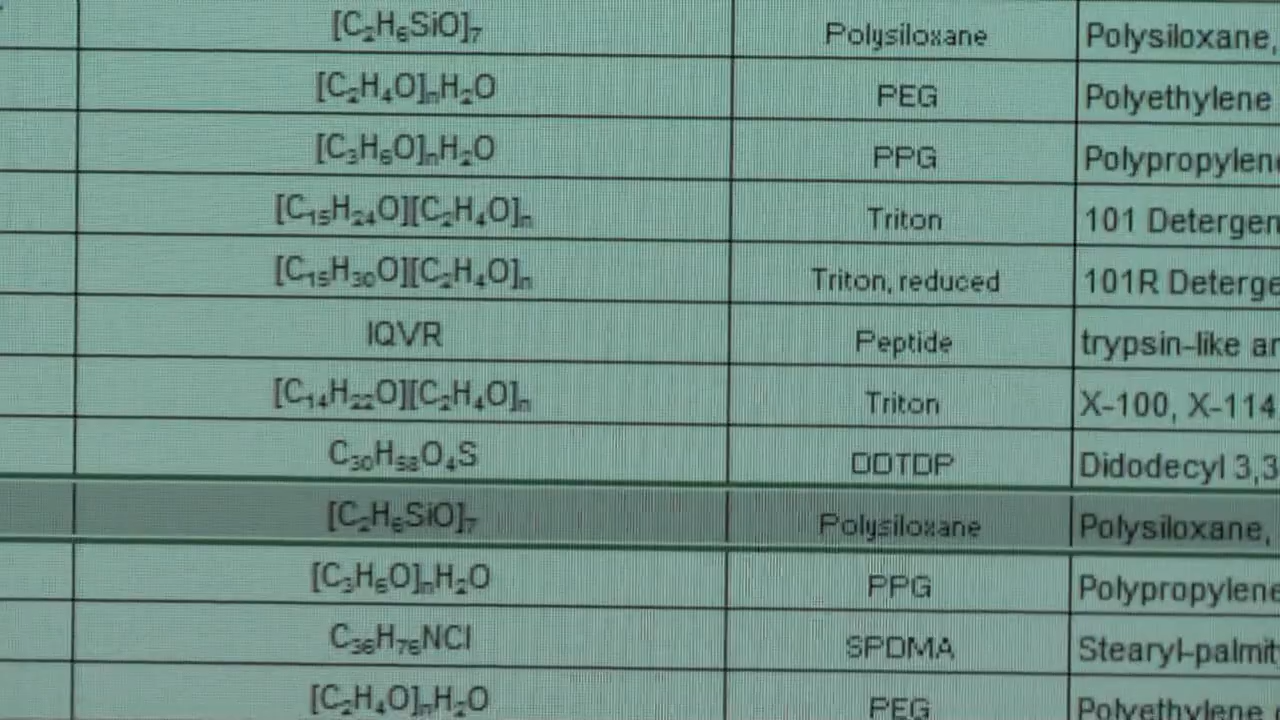 [C₂H₆SiO]₇ Polysiloxane Polysiloxane,
[C₂H₄O]ₙH₂O PEG Polyethylene
[C₃H₆O]ₙH₂O PPG Polypropylene
[C₁₅H₂₄O][C₂H₄O]ₙ Triton 101 Detergen
[C₁₅H₃₀O][C₂H₄O]ₙ Triton, reduced 101R Deterge
IQVR Peptide trypsin-like an
[C₁₄H₂₂O][C₂H₄O]ₙ Triton X-100, X-114
C₃₀H₅₈O₄S DDTDP Didodecyl 3,3
[C₂H₆SiO]₇ Polysiloxane Polysiloxane,
[C₃H₆O]ₙH₂O PPG Polypropylene
C₃₆H₇₆NCl SPDMA Stearyl-palmit
[C₂H₄O]ₙH₂O PEG Polyethylene